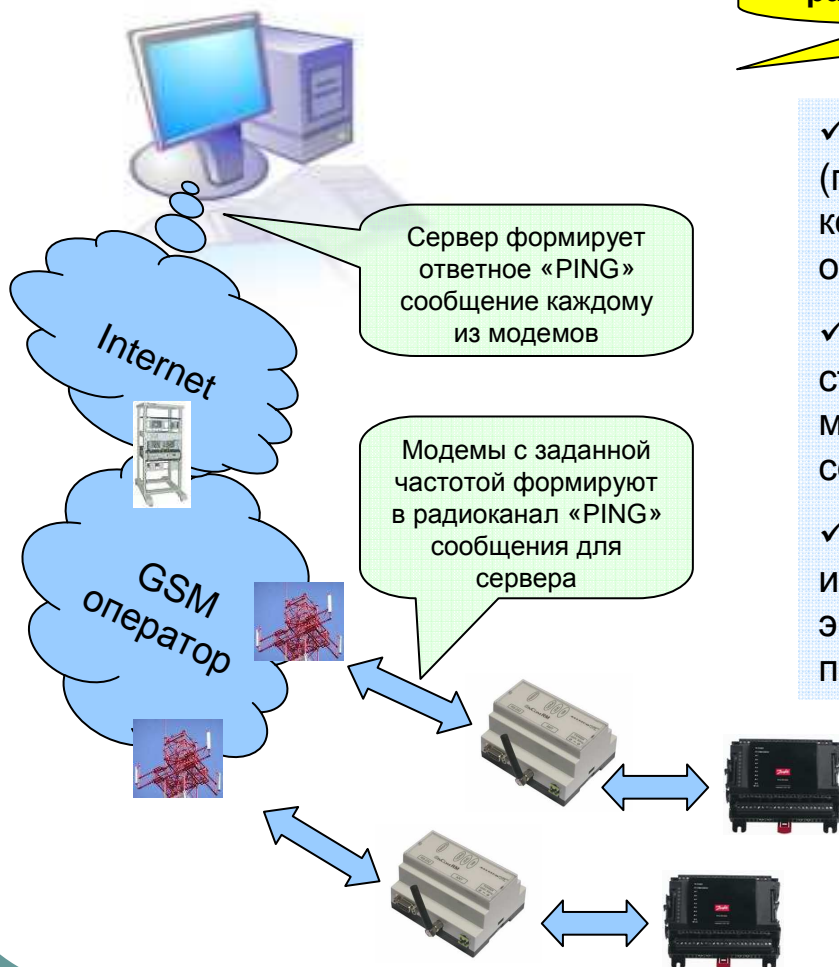 Сервер формирует
ответное «PING»
сообщение каждому
из модемов
Internet
Модемы с заданной
частотой формируют
в радиоканал «PING»
сообщения для
сервера
GSM
оператор
Danfoss